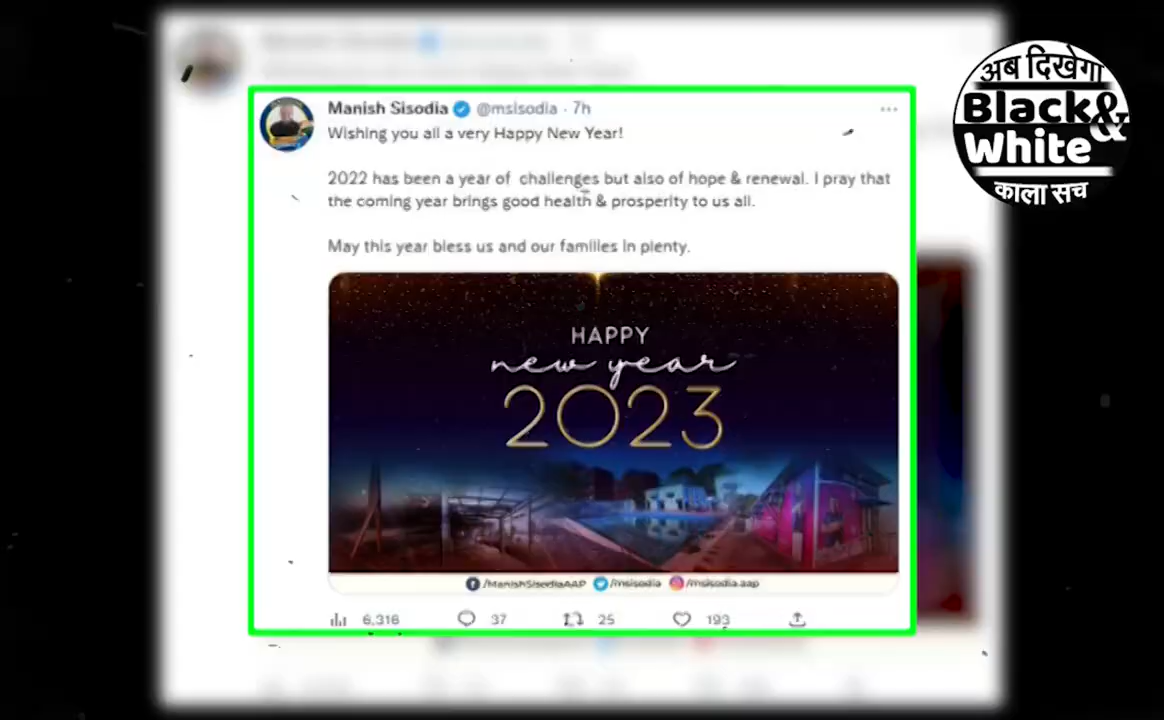 Manish Sisodia @msisodia · 7h
Wishing you all a very Happy New Year!
2022 has been a year of challenges but also of hope & renewal. I pray that
the coming year brings good health & prosperity to us all.
May this year bless us and our families in plenty.
HAPPY
new year
2023
/ManishSisodiaAAP /msisodia /msisodia.aap
6,316 37 25 193
अब दिखेगा
Black&
White
काला सच